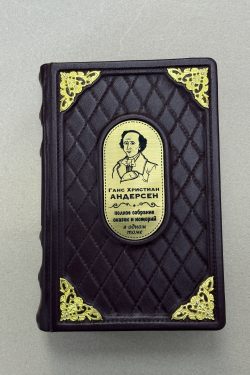 Ганс Христиан
АНДЕРСЕН
полное собрание
сказок и историй
в одном
томе